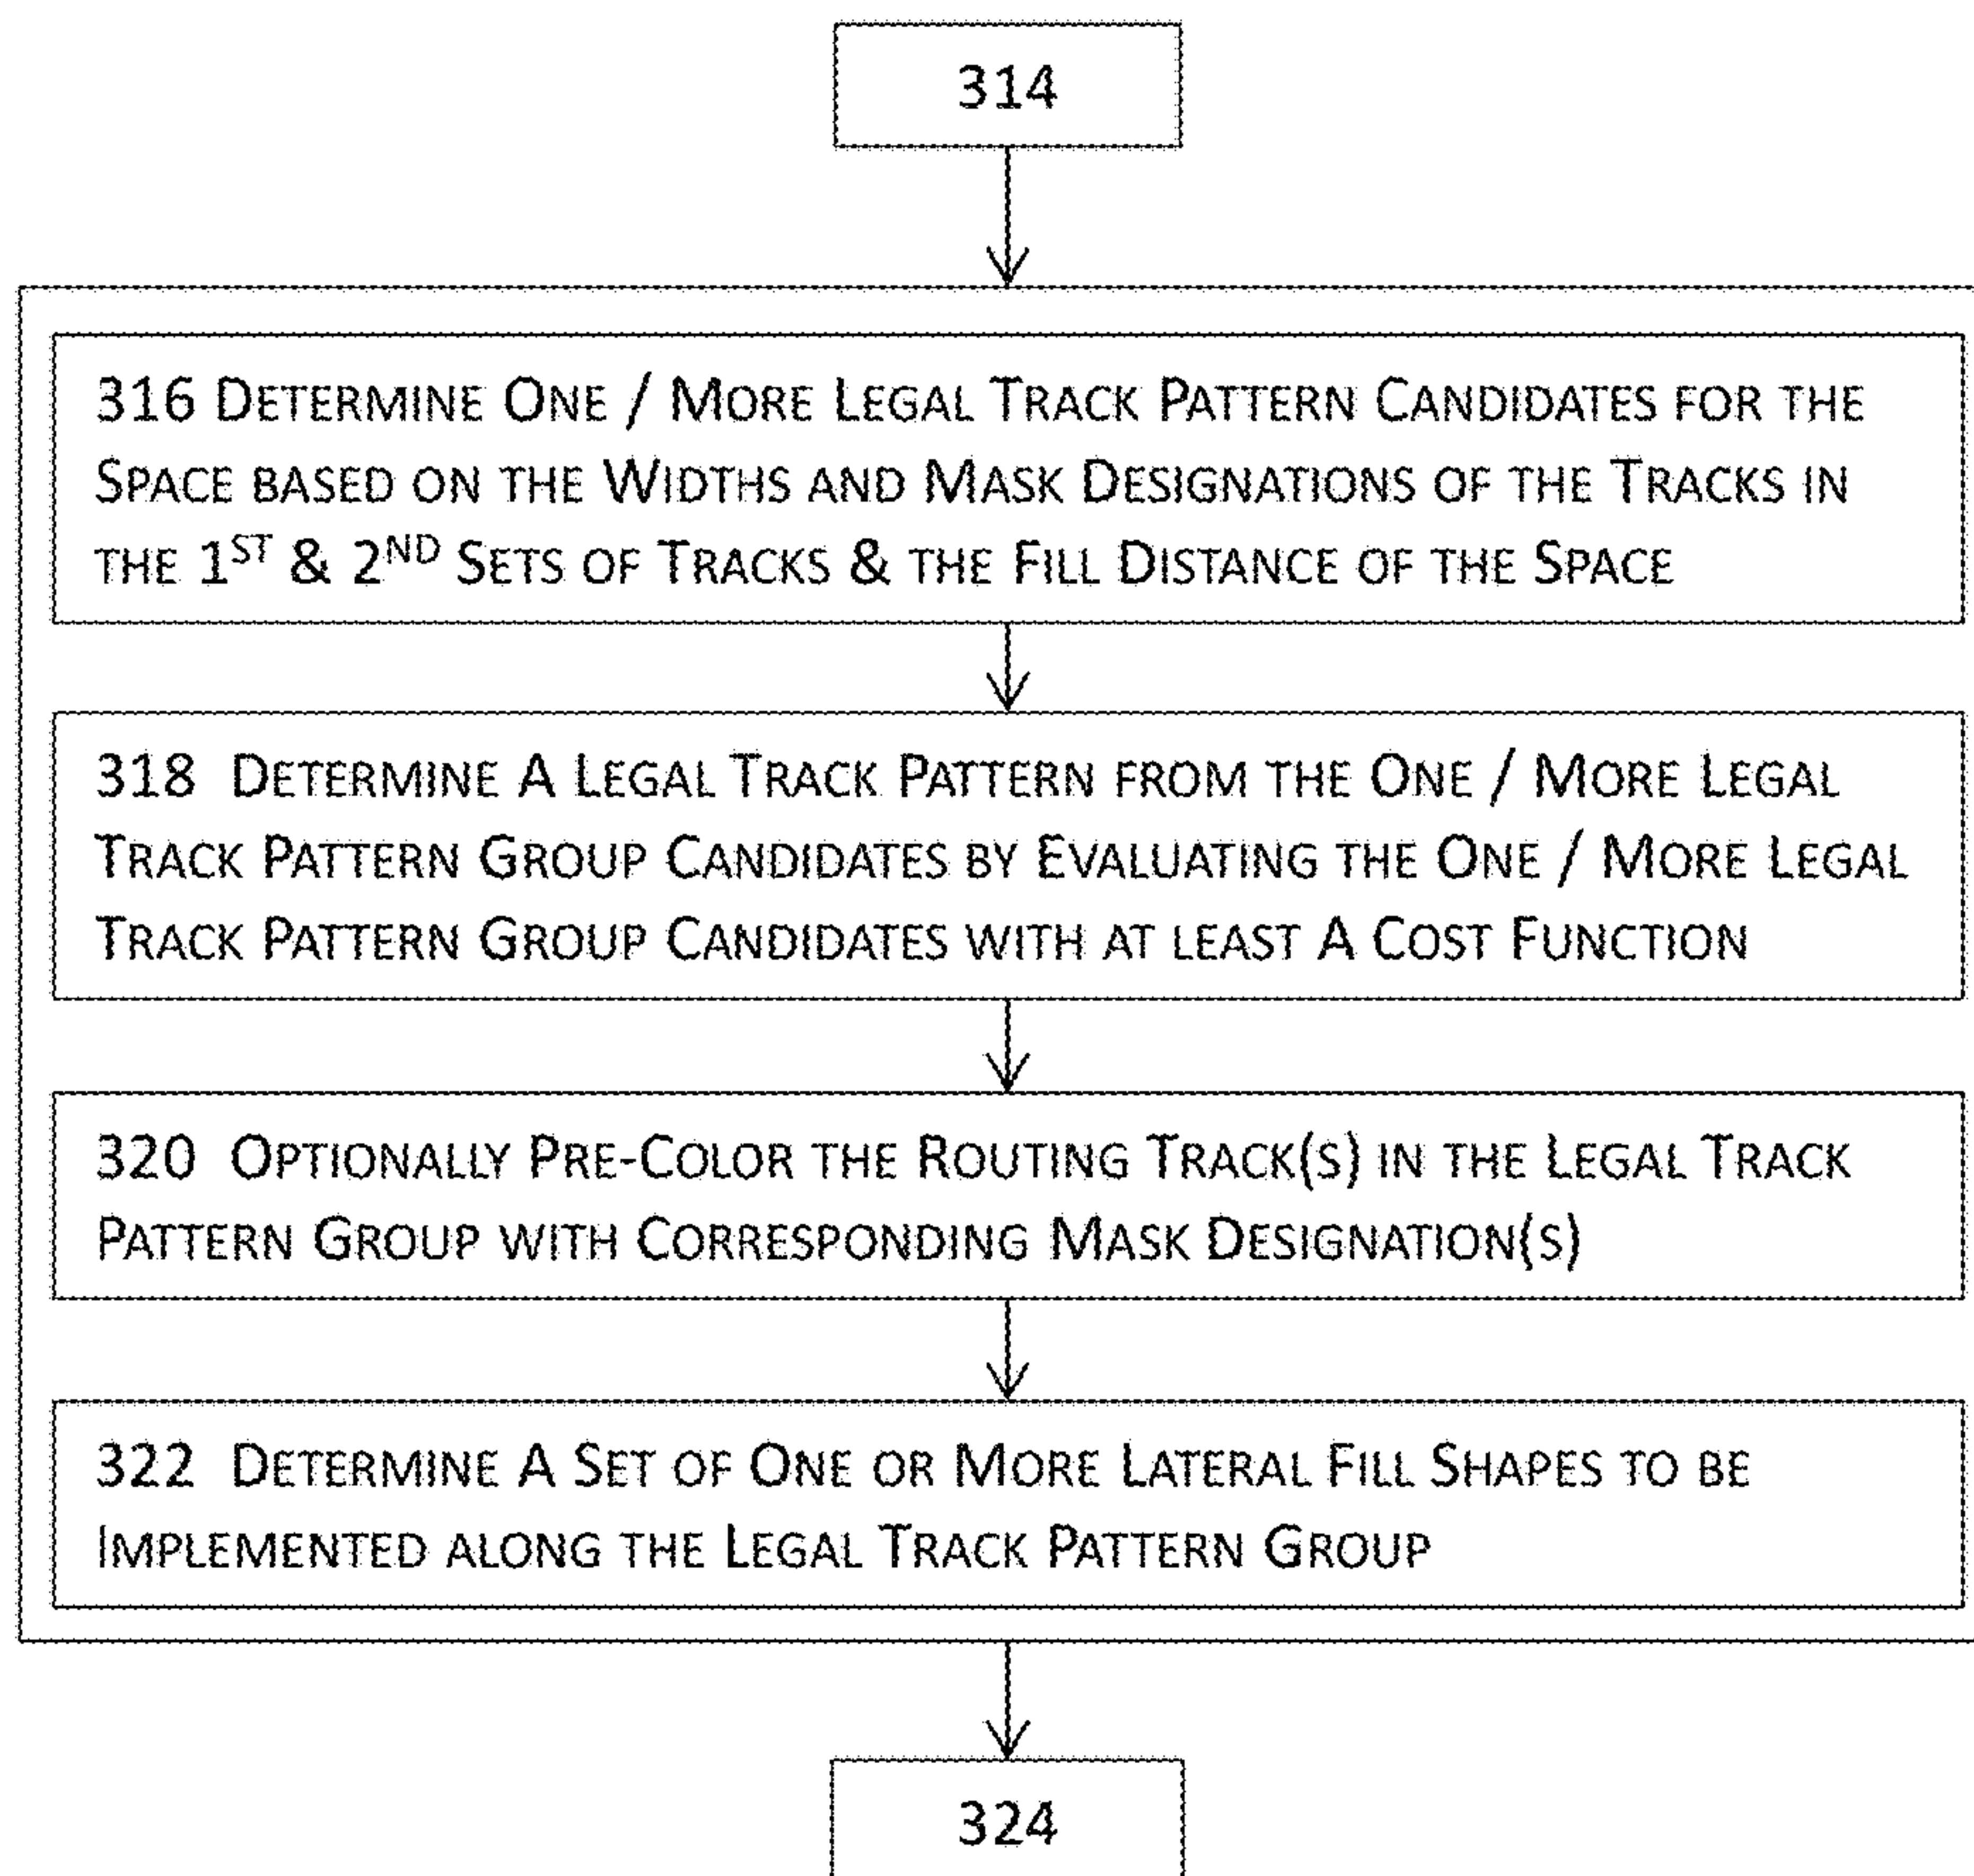 314
316 DETERMINE ONE / MORE LEGAL TRACK PATTERN CANDIDATES FOR THE
SPACE BASED ON THE WIDTHS AND MASK DESIGNATIONS OF THE TRACKS IN
THE 1ST & 2ND SETS OF TRACKS & THE FILL DISTANCE OF THE SPACE
318 DETERMINE A LEGAL TRACK PATTERN FROM THE ONE / MORE LEGAL
TRACK PATTERN GROUP CANDIDATES BY EVALUATING THE ONE / MORE LEGAL
TRACK PATTERN GROUP CANDIDATES WITH AT LEAST A COST FUNCTION
320 OPTIONALLY PRE-COLOR THE ROUTING TRACK(S) IN THE LEGAL TRACK
PATTERN GROUP WITH CORRESPONDING MASK DESIGNATION(S)
322 DETERMINE A SET OF ONE OR MORE LATERAL FILL SHAPES TO BE
IMPLEMENTED ALONG THE LEGAL TRACK PATTERN GROUP
324